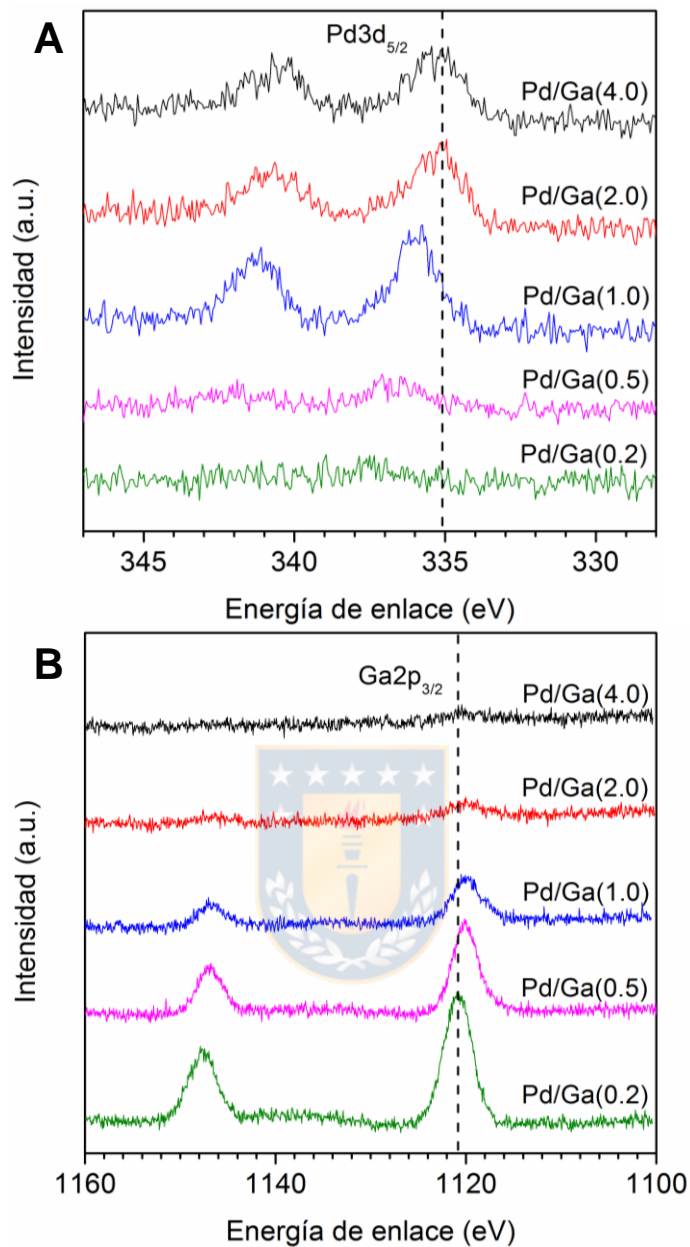 A
Pd3d5/2
Pd/Ga(4.0)
Pd/Ga(2.0)
Pd/Ga(1.0)
Pd/Ga(0.5)
Pd/Ga(0.2)
Intensidad (a.u.)
345 340 335 330
Energía de enlace (eV)
B
Ga2p3/2
Pd/Ga(4.0)
Pd/Ga(2.0)
Pd/Ga(1.0)
Pd/Ga(0.5)
Pd/Ga(0.2)
Intensidad (a.u.)
1160 1140 1120 1100
Energía de enlace (eV)